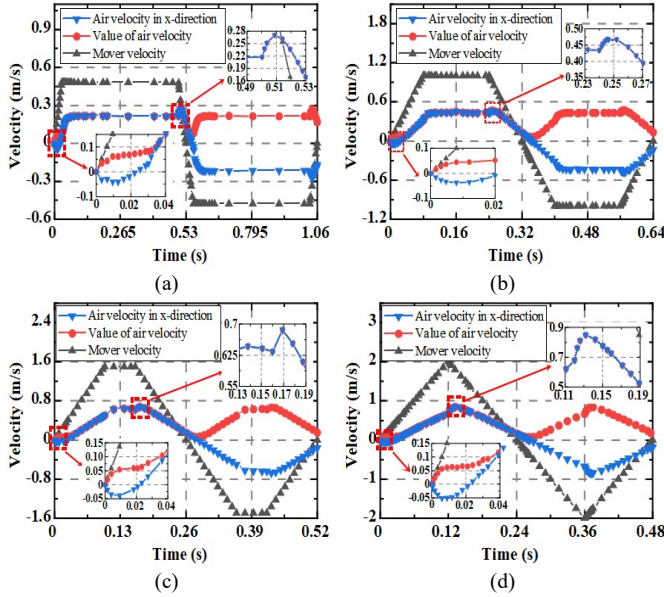 Air velocity in x-direction
Value of air velocity
Mover velocity
Velocity (m/s)
0.9
0.6
0.3
0
-0.3
-0.6
0 0.265 0.53 0.795 1.06
Time (s)
0.28
0.25
0.22
0.19
0.16
0.49 0.51 0.53
0.1
0
0.1
0 0.02 0.04
(a)
Air velocity in x-direction
Value of air velocity
Mover velocity
Velocity (m/s)
1.8
1.2
0.6
0
-0.6
-1.2
0 0.16 0.32 0.48 0.64
Time (s)
0.50
0.45
0.40
0.35
0.23 0.25 0.27
0.1
0
0.1
0 0.02
(b)
Air velocity in x-direction
Value of air velocity
Mover velocity
Velocity (m/s)
2.4
1.6
0.8
0
-0.8
-1.6
0 0.13 0.26 0.39 0.52
Time (s)
0.7
0.625
0.55
0.13 0.15 0.17 0.19
0.15
0.10
0.05
0
-0.05
0 0.02 0.04
(c)
Air velocity in x-direction
Value of air velocity
Mover velocity
Velocity (m/s)
5
4
3
2
1
0
-1
-2
0 0.12 0.24 0.36 0.48
Time (s)
0.9
0.7
0.5
0.11 0.13 0.15 0.17 0.19
0.15
0.10
0.05
0
-0.05
0 0.02 0.04
(d)